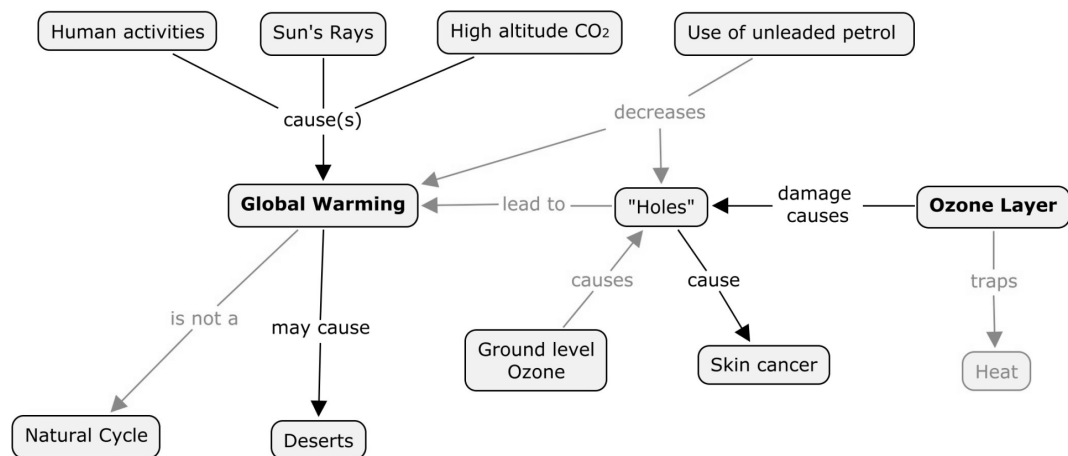 Human activities
Sun's Rays
High altitude CO₂
Use of unleaded petrol
cause(s)
decreases
Global Warming
lead to
"Holes"
damage
causes
Ozone Layer
is not a
may cause
causes
cause
traps
Ground level
Ozone
Skin cancer
Heat
Natural Cycle
Deserts